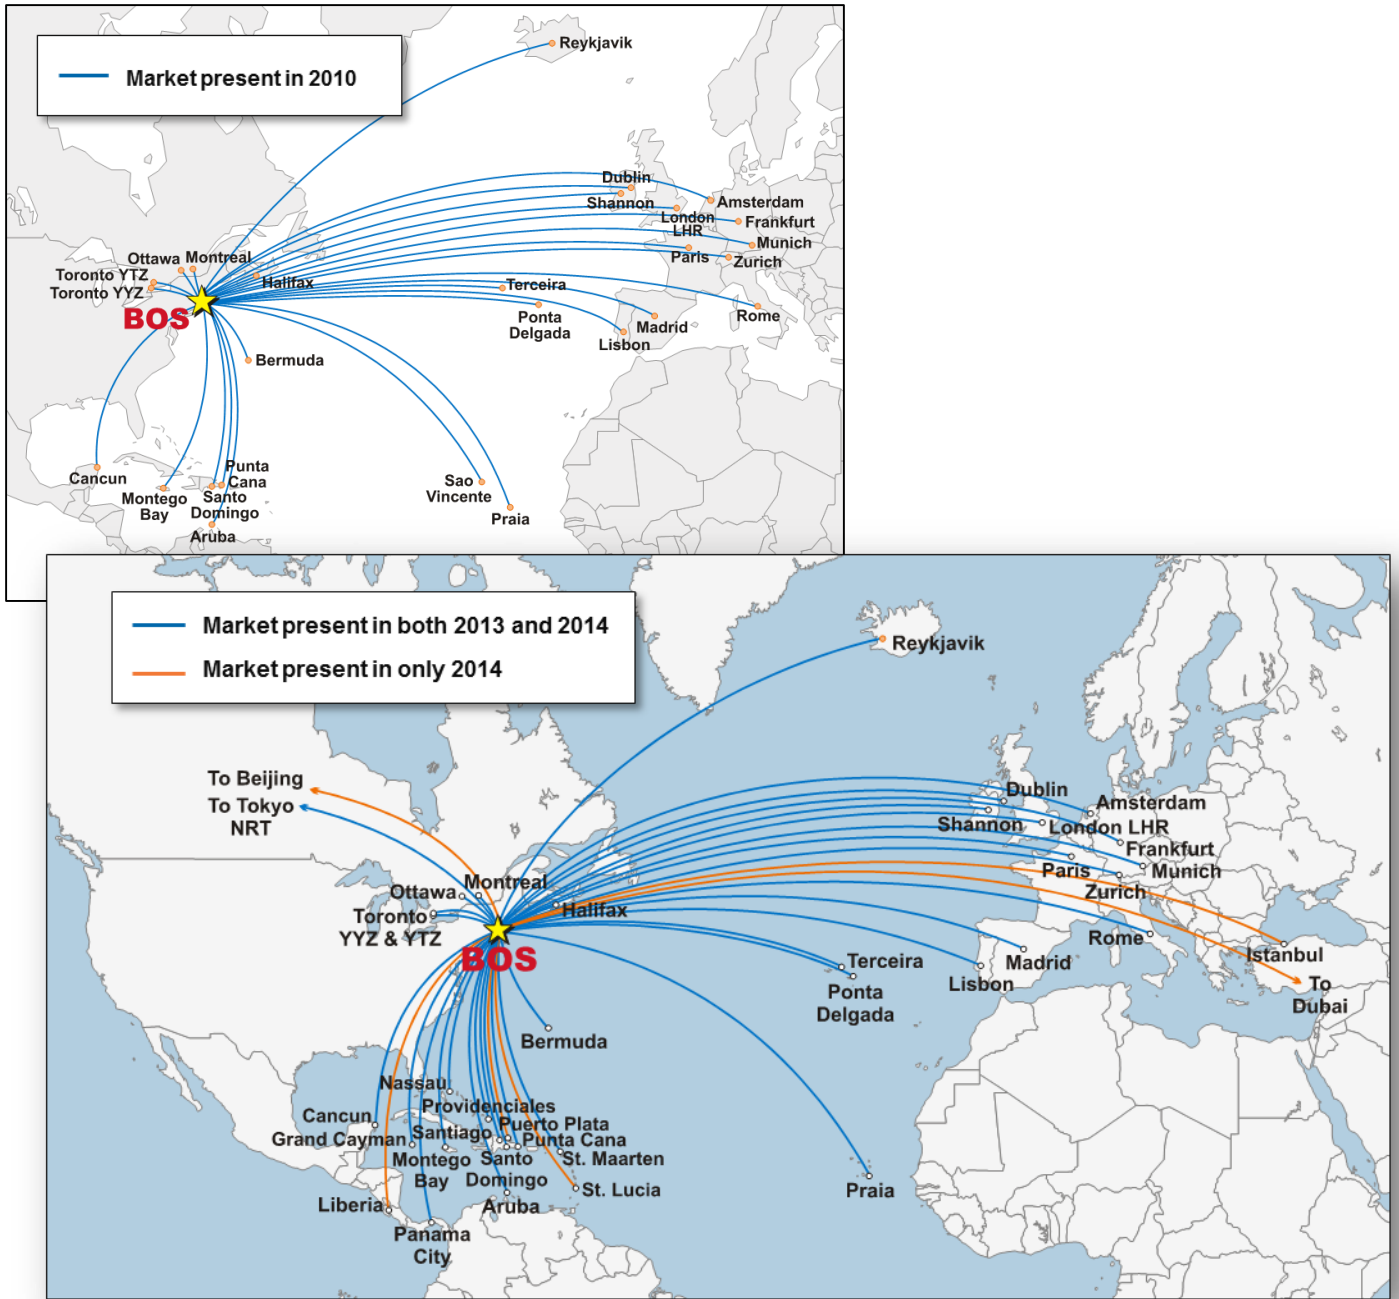 Market present in 2010
Reykjavik
Dublin
Shannon
Amsterdam
London
LHR
Frankfurt
Munich
Paris
Zurich
Ottawa
Montreal
Toronto YTZ
Toronto YYZ
Halifax
BOS
Terceira
Ponta
Delgada
Madrid
Lisbon
Rome
Bermuda
Cancun
Montego
Bay
Punta
Cana
Santo
Domingo
Aruba
Sao
Vincente
Praia
Market present in both 2013 and 2014
Market present in only 2014
Reykjavik
To Beijing
To Tokyo
NRT
Dublin
Amsterdam
Shannon
London LHR
Frankfurt
Paris
Munich
Zurich
Ottawa
Montreal
Toronto
YYZ & YTZ
Halifax
BOS
Rome
Istanbul
Terceira
Madrid
Lisbon
To
Dubai
Ponta
Delgada
Bermuda
Nassau
Providenciales
Cancun
Puerto Plata
Grand Cayman
Santiago
Punta Cana
Montego
Bay
Santo
Domingo
St. Maarten
St. Lucia
Praia
Liberia
Aruba
Panama
City